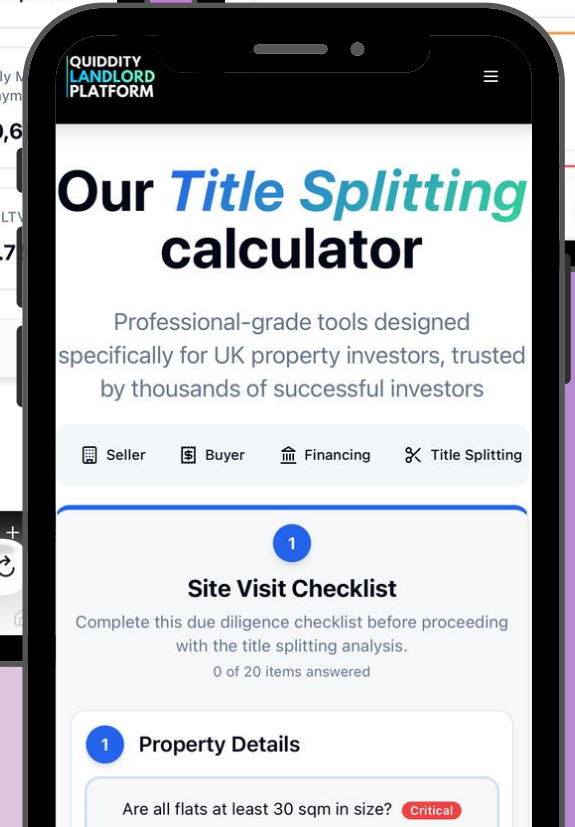 QUIDDITY
LANDLORD
PLATFORM
Our Title Splitting
calculator
Professional-grade tools designed
specifically for UK property investors, trusted
by thousands of successful investors
Seller Buyer Financing Title Splitting
1
Site Visit Checklist
Complete this due diligence checklist before proceeding
with the title splitting analysis.
0 of 20 items answered
1 Property Details
Are all flats at least 30 sqm in size? Critical